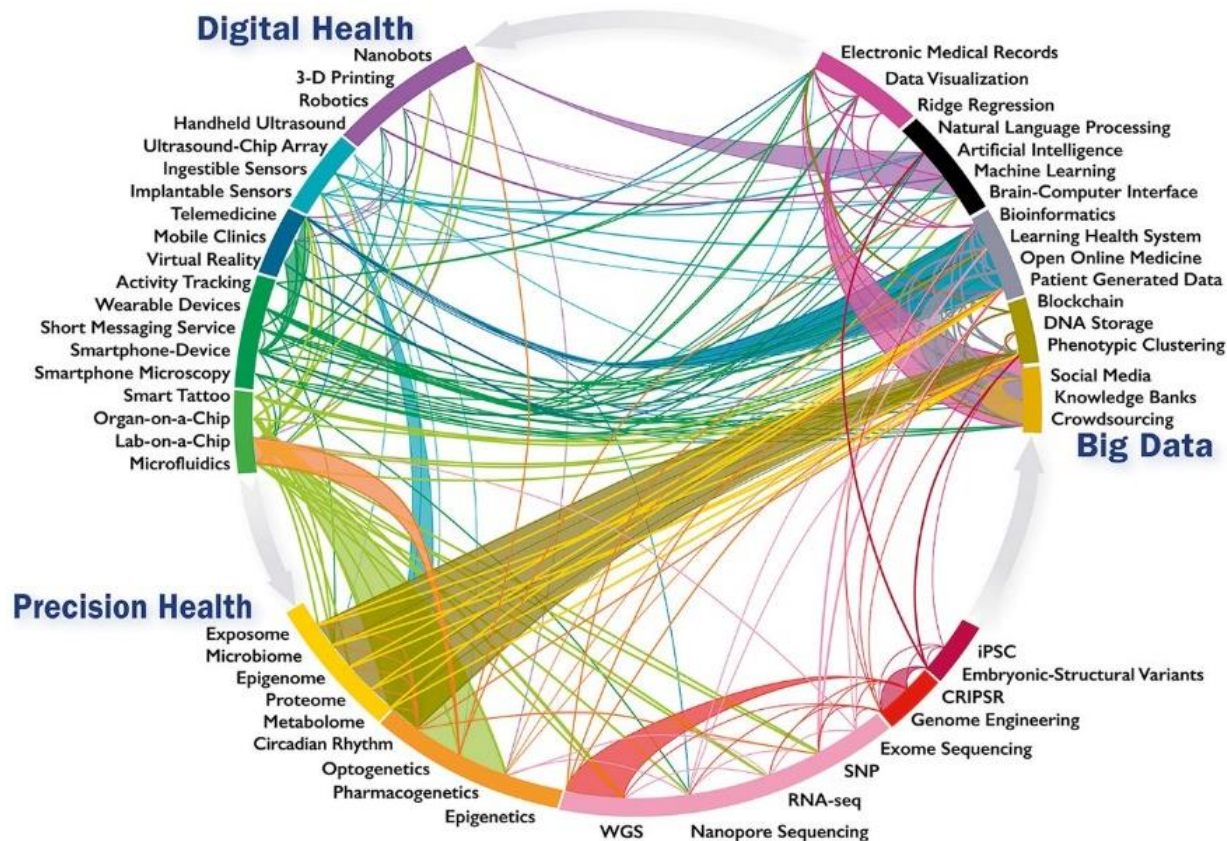 Digital Health
Nanobots
3-D Printing
Robotics
Handheld Ultrasound
Ultrasound-Chip Array
Ingestible Sensors
Implantable Sensors
Telemedicine
Mobile Clinics
Virtual Reality
Activity Tracking
Wearable Devices
Short Messaging Service
Smartphone-Device
Smartphone Microscopy
Smart Tattoo
Organ-on-a-Chip
Lab-on-a-Chip
Microfluidics
Electronic Medical Records
Data Visualization
Ridge Regression
Natural Language Processing
Artificial Intelligence
Machine Learning
Brain-Computer Interface
Bioinformatics
Learning Health System
Open Online Medicine
Patient Generated Data
Blockchain
DNA Storage
Phenotypic Clustering
Social Media
Knowledge Banks
Crowdsourcing
Big Data
Precision Health
Exposome
Microbiome
Epigenome
Proteome
Metabolome
Circadian Rhythm
Optogenetics
Pharmacogenetics
Epigenetics
WGS
Nanopore Sequencing
RNA-seq
SNP
Exome Sequencing
Genome Engineering
CRIPSR
Embryonic-Structural Variants
iPSC